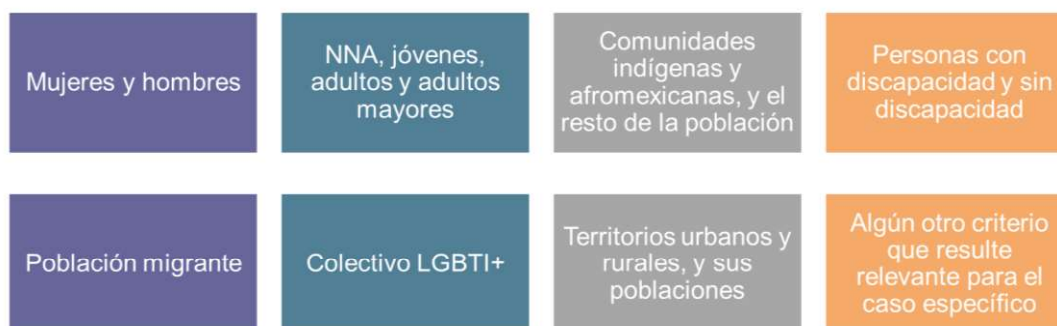 Mujeres y hombres
NNA, jóvenes,
adultos y adultos
mayores
Comunidades
indígenas y
afromexicanas, y el
resto de la población
Personas con
discapacidad y sin
discapacidad
Población migrante
Colectivo LGBTI+
Territorios urbanos y
rurales, y sus
poblaciones
Algún otro criterio
que resulte
relevante para el
caso específico